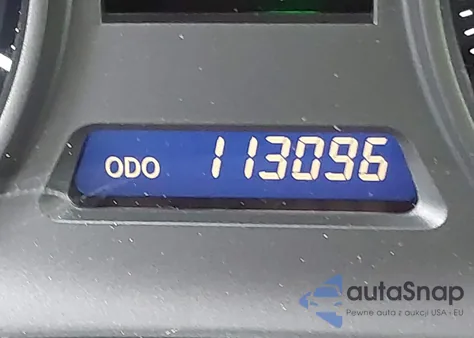 ODO 113096
autaSnap
Pewne auta z aukcji USA - EU